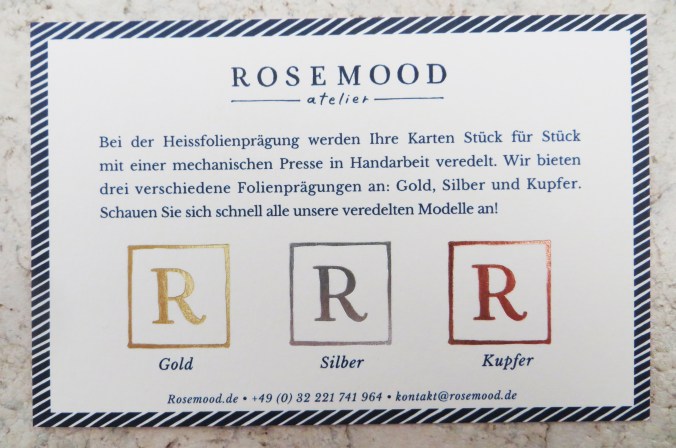 ROSEMOOD
atelier
Bei der Heissfolienprägung werden Ihre Karten Stück für Stück
mit einer mechanischen Presse in Handarbeit veredelt. Wir bieten
drei verschiedene Folienprägungen an: Gold, Silber und Kupfer.
Schauen Sie sich schnell alle unsere veredelten Modelle an!
R R R
Gold Silber Kupfer
Rosemood.de • +49 (0) 32 221 741 964 • kontakt@rosemood.de